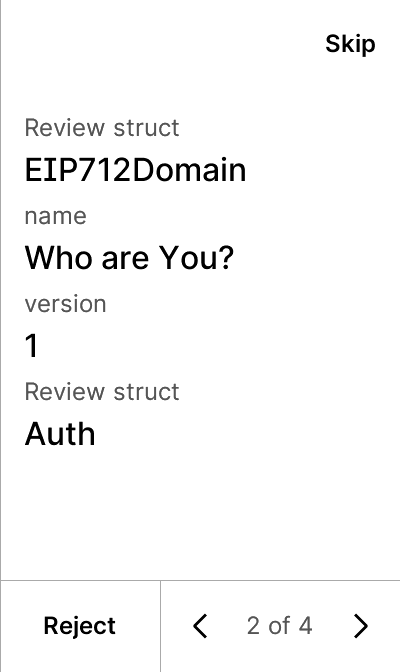 Skip
Review struct
EIP712Domain
name
Who are You?
version
1
Review struct
Auth
Reject
2 of 4